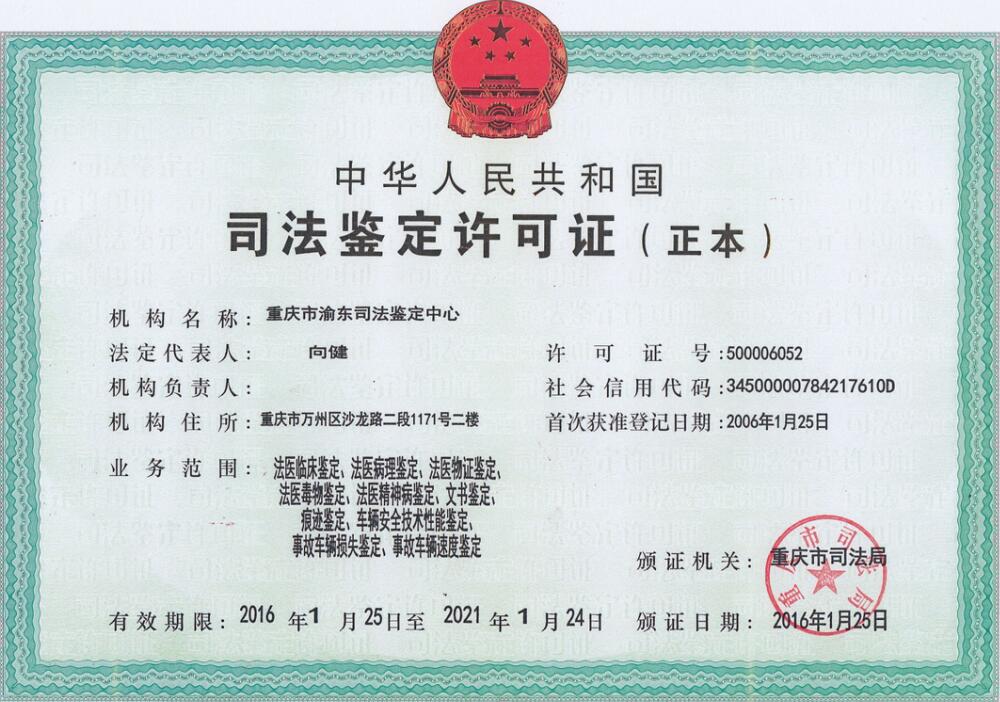 中华人民共和国
司法鉴定许可证（正本）
机构名称：重庆市渝东司法鉴定中心
法定代表人：向健
许可证号：500006052
机构负责人：
社会信用代码：34500000784217610D
机构住所：重庆市万州区沙龙路二段1171号二楼
首次获准登记日期：2006年1月25日
业务范围：法医临床鉴定、法医病理鉴定、法医物证鉴定、
法医毒物鉴定、法医精神病鉴定、文书鉴定、
痕迹鉴定、车辆安全技术性能鉴定、
事故车辆损失鉴定、事故车辆速度鉴定
颁证机关：重庆市司法局
重庆市司法局
有效期限：2016年1月25日至2021年1月24日
颁证日期：2016年1月25日